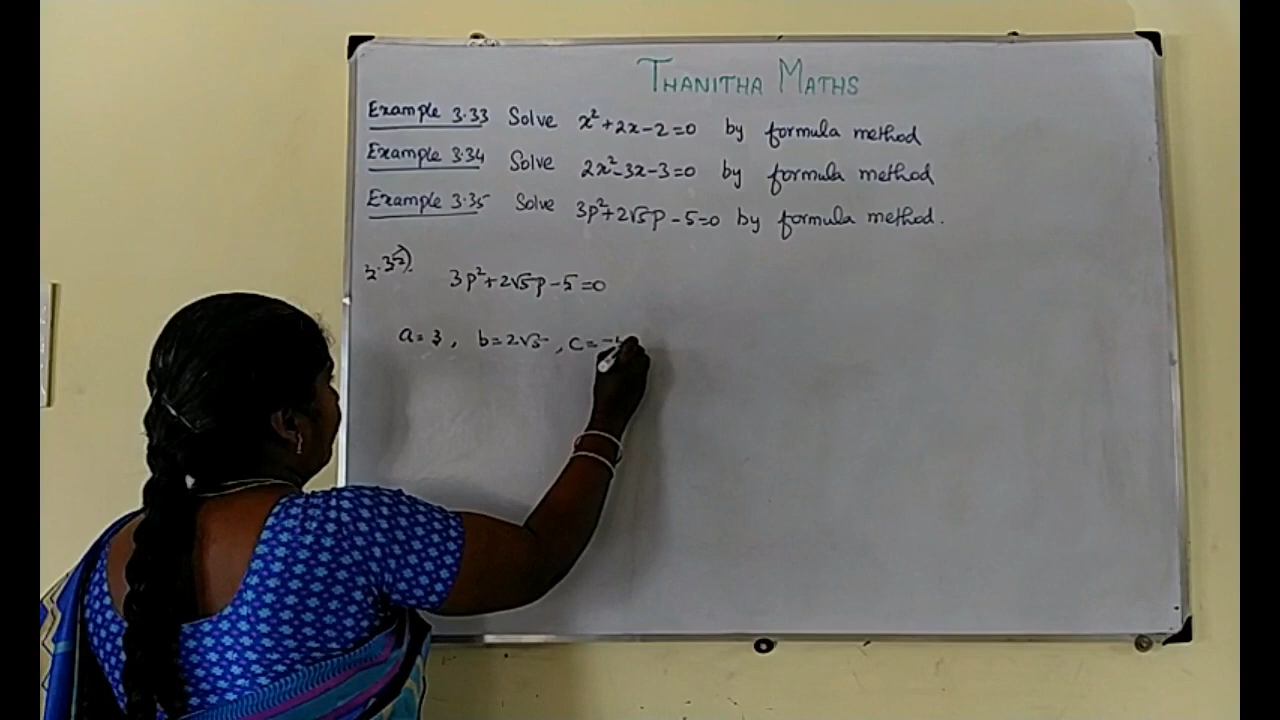 THANITHA MATHS
Example 3.33 Solve x²+2x-2=0 by formula method
Example 3.34 Solve 2x²-3x-3=0 by formula method
Example 3.35 Solve 3p²+2√5p-5=0 by formula method.
3p²+2√5p-5=0
a=3, b=2√5, c=-